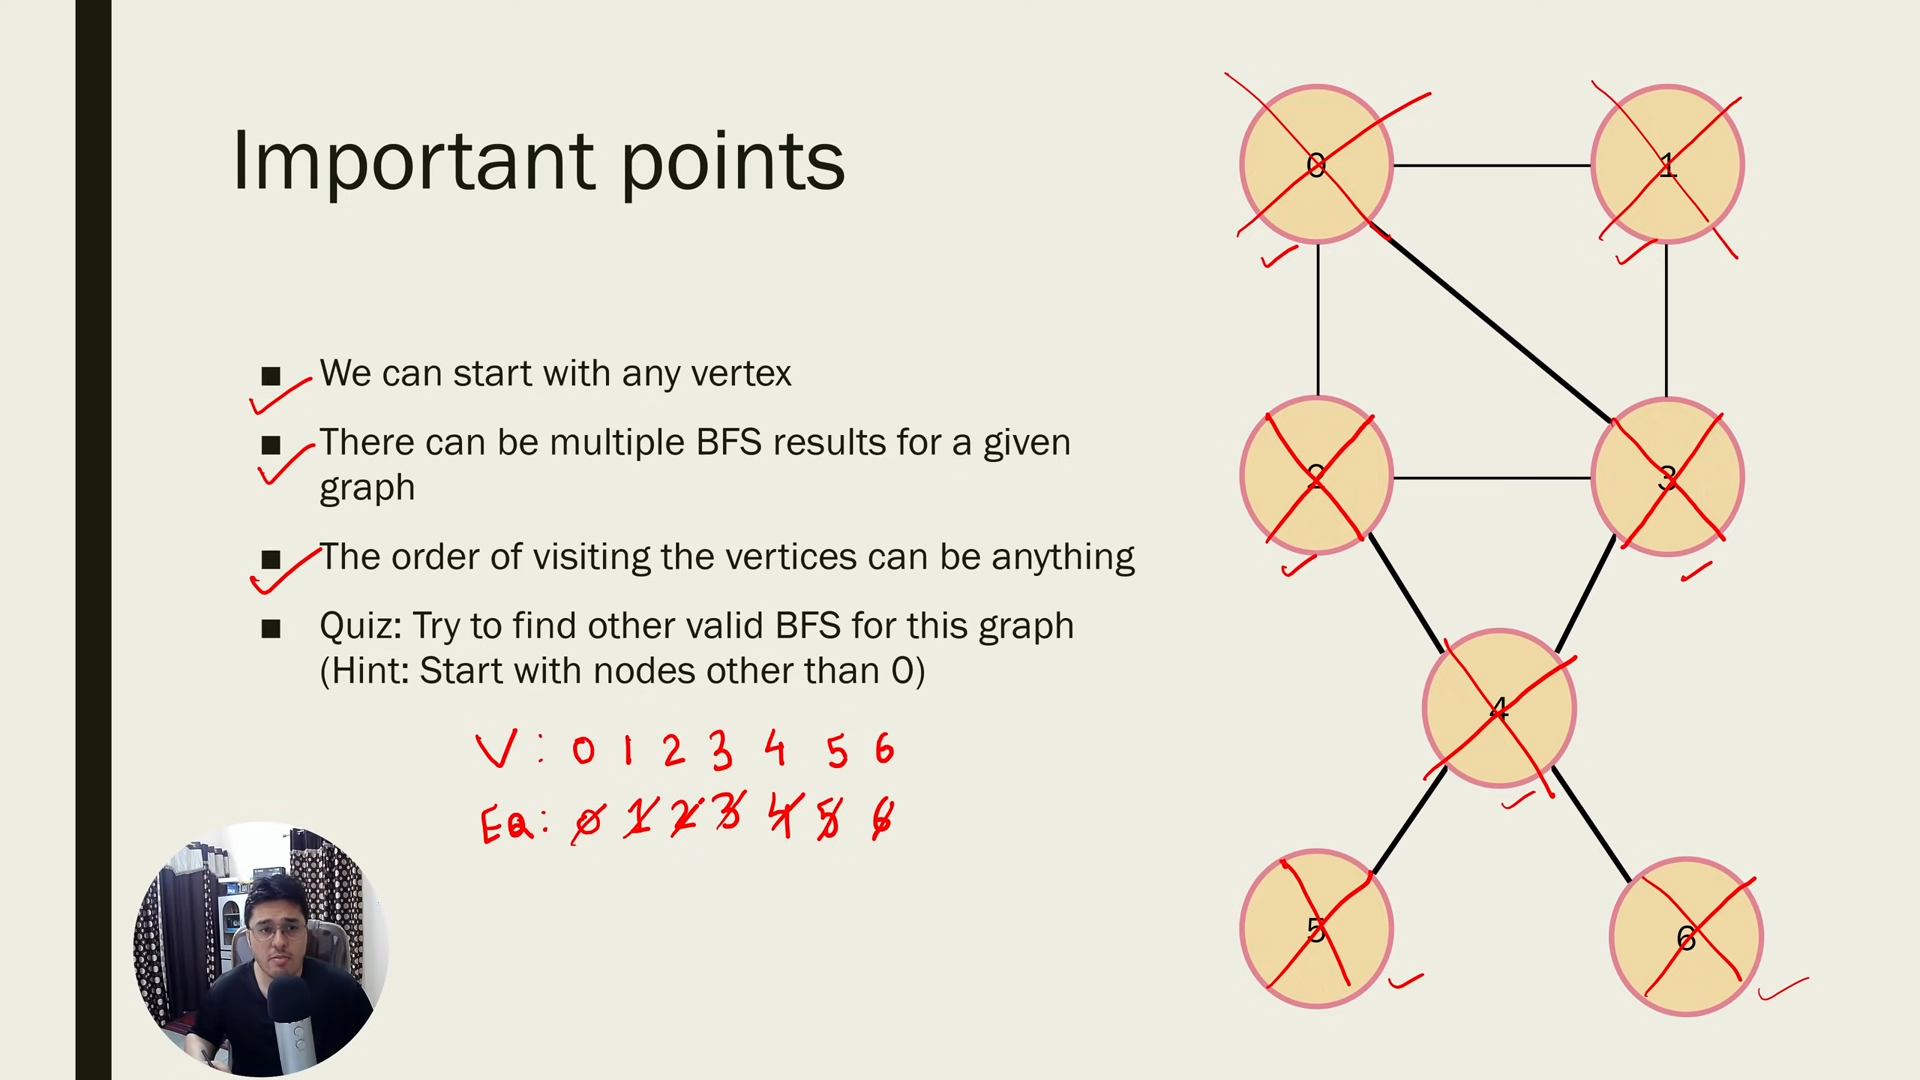 Important points
■ We can start with any vertex
■ There can be multiple BFS results for a given
graph
■ The order of visiting the vertices can be anything
■ Quiz: Try to find other valid BFS for this graph
(Hint: Start with nodes other than 0)
V: 0 1 2 3 4 5 6
EQ: 0 1 2 3 4 5 6
0 1
2 3
4
5 6